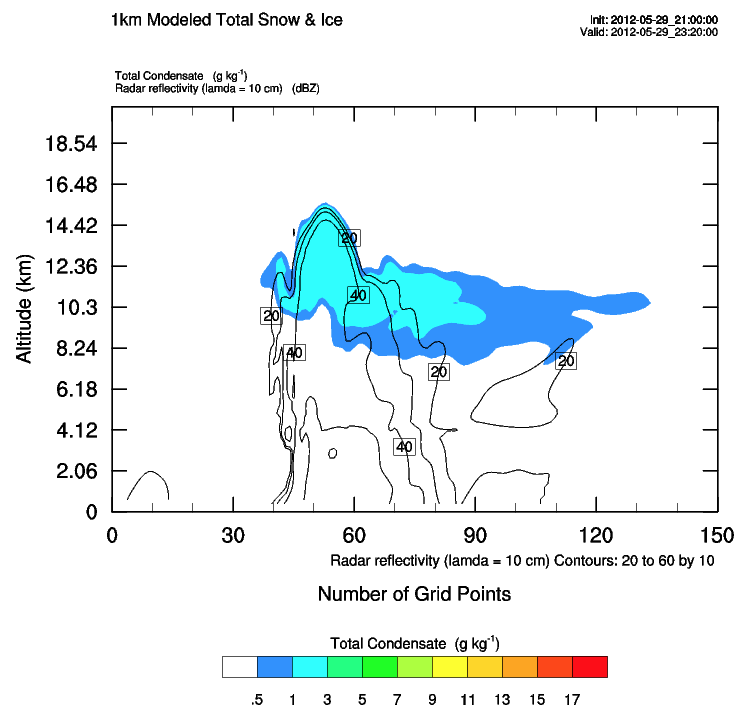 1km Modeled Total Snow & Ice
Init: 2012-05-29_21:00:00
Valid: 2012-05-29_23:20:00
Total Condensate (g kg-1)
Radar reflectivity (lamda = 10 cm) (dBZ)
18.54
16.48
14.42
12.36
10.3
8.24
6.18
4.12
2.06
0
Altitude (km)
20
40
20
40
20
20
40
0 30 60 90 120 150
Radar reflectivity (lamda = 10 cm) Contours: 20 to 60 by 10
Number of Grid Points
Total Condensate (g kg-1)
.5 1 3 5 7 9 11 13 15 17